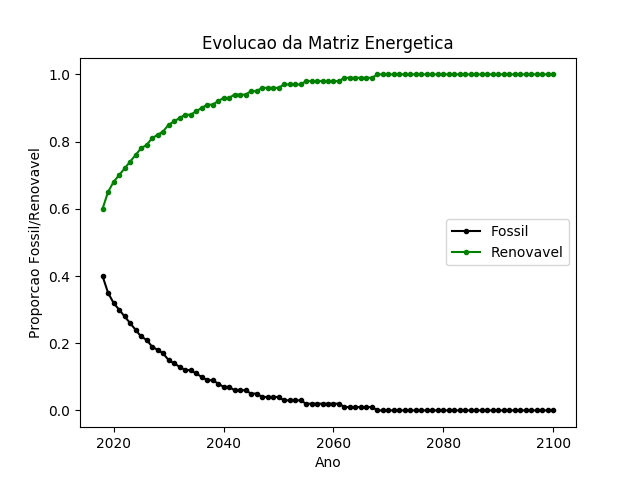 Evolucao da Matriz Energetica
Proporcao Fossil/Renovavel
1.0
0.8
0.6
0.4
0.2
0.0
Fossil
Renovavel
2020 2040 2060 2080 2100
Ano